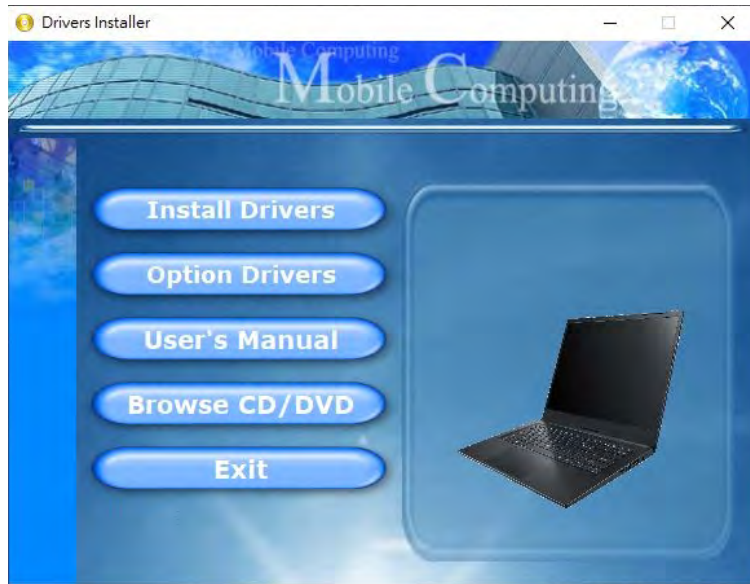 Drivers Installer
Mobile Computing
Mobile Computing
Install Drivers
Option Drivers
User's Manual
Browse CD/DVD
Exit